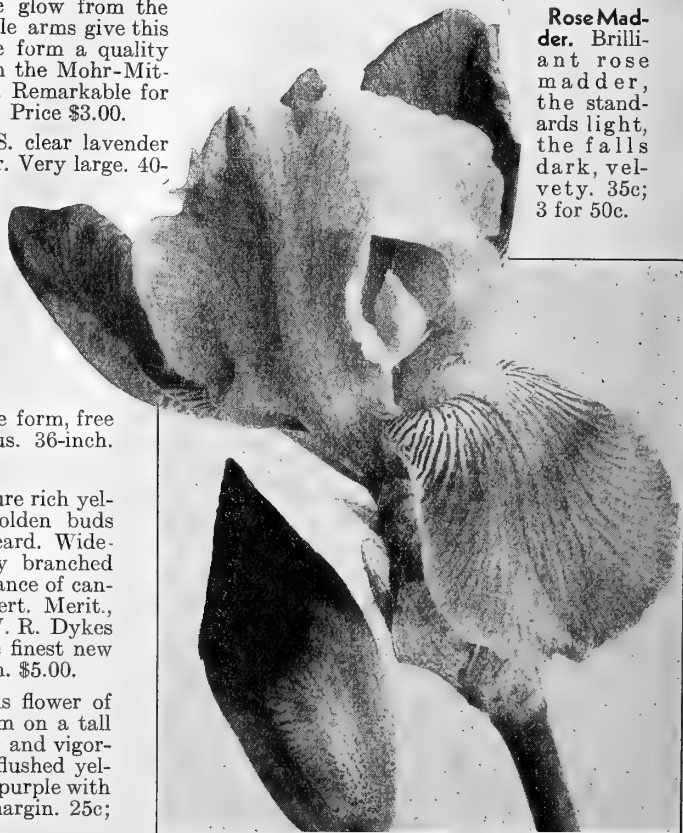 e glow from the
le arms give this
e form a quality
n the Mohr-Mit-
. Remarkable for
Price $3.00.
S. clear lavender
r. Very large. 40-
e form, free
us. 36-inch.
ure rich yel-
olden buds
eard. Wide-
y branched
ance of can-
ert. Merit.,
. R. Dykes
e finest new
n. $5.00.
s flower of
m on a tall
and vigor-
flushed yel-
purple with
margin. 25c;
Rose Mad-
der. Brilli-
ant rose
madder,
the stand-
ards light,
the falls
dark, vel-
vety. 35c;
3 for 50c.